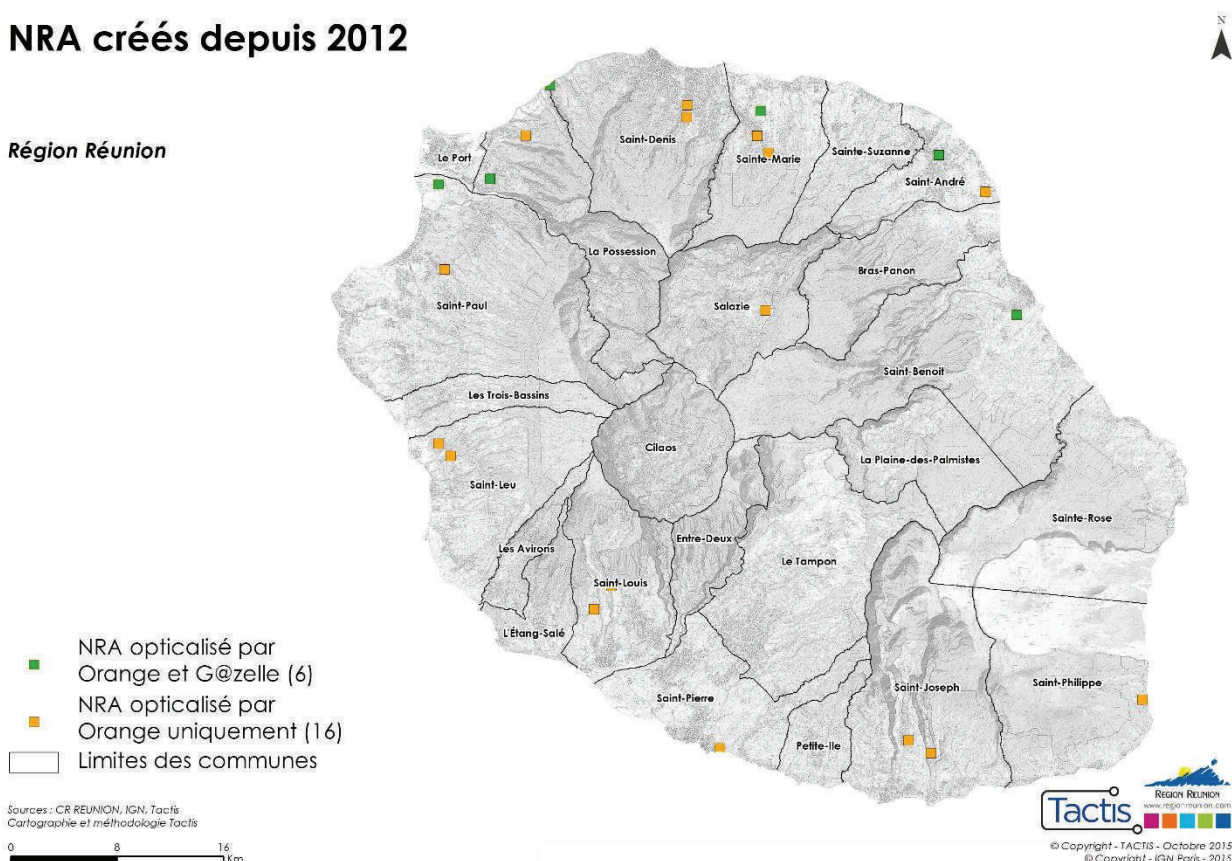 NRA créés depuis 2012
N
Région Réunion
Le Port
Saint-Denis
Sainte-Marie
Sainte-Suzanne
Saint-André
La Possession
Bras-Panon
Saint-Paul
Salazie
Saint-Benoit
Les Trois-Bassins
Cilaos
La Plaine-des-Palmistes
Saint-Leu
Sainte-Rose
Les Avirons
Entre-Deux
Le Tampon
Saint-Louis
L'Étang-Salé
Saint-Pierre
Saint-Joseph
Saint-Philippe
Petite-Ile
NRA opticalisé par
Orange et G@zelle (6)
NRA opticalisé par
Orange uniquement (16)
Limites des communes
Sources : CR REUNION, IGN, Tactis
Cartographie et méthodologie Tactis
0 8 16
Km
Tactis
REGION REUNION
www.regionreunion.com
© Copyright - TACTIS - Octobre 2015
© Copyright - IGN Paris - 2015